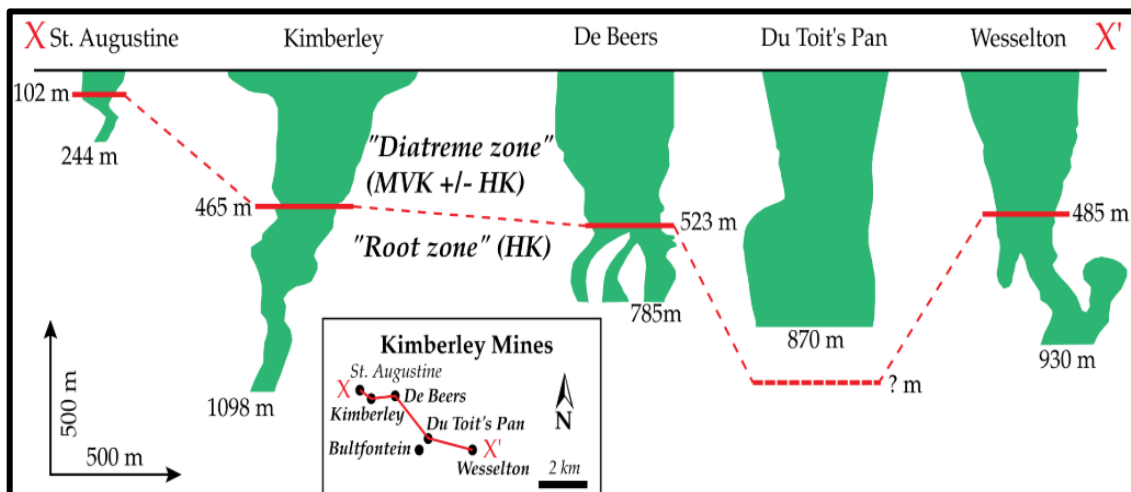 X St. Augustine Kimberley De Beers Du Toit's Pan Wesselton X'
102 m
244 m
"Diatreme zone"
(MVK +/- HK)
465 m
523 m
485 m
"Root zone" (HK)
785m
870 m
930 m
? m
1098 m
500 m
500 m
Kimberley Mines
St. Augustine
X
De Beers
Kimberley
Du Toit's Pan
N
Bultfontein
X'
Wesselton
2 km